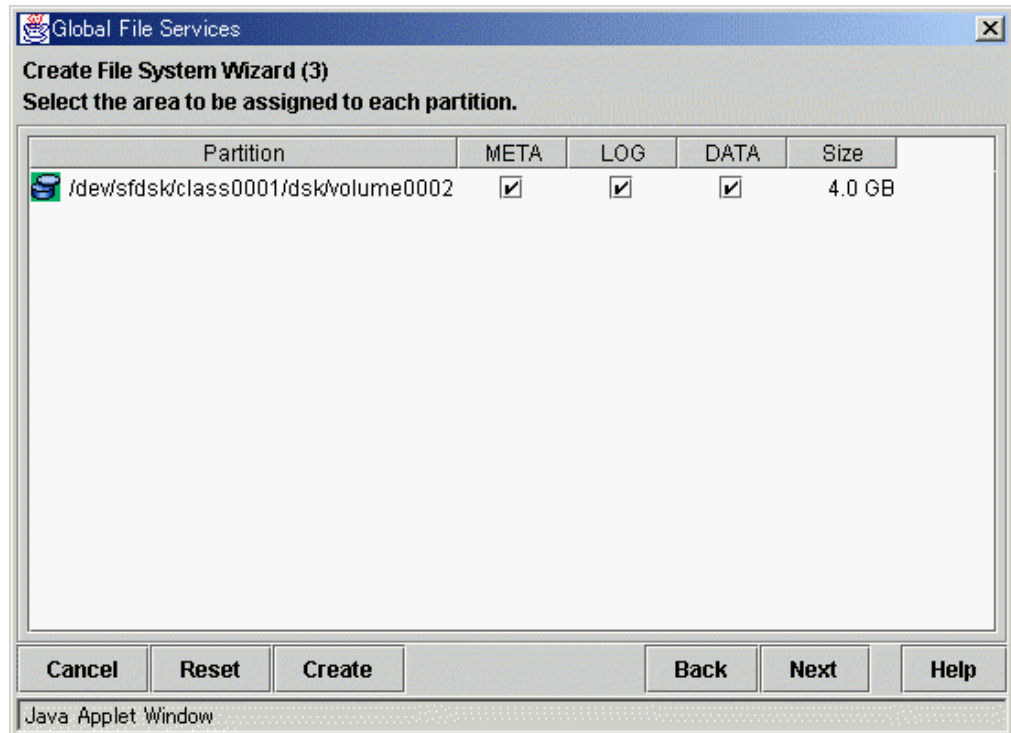 Global File Services
Create File System Wizard (3)
Select the area to be assigned to each partition.
Partition META LOG DATA Size
/dev/sfdsk/class0001/dsk/volume0002 4.0 GB
Cancel Reset Create Back Next Help
Java Applet Window